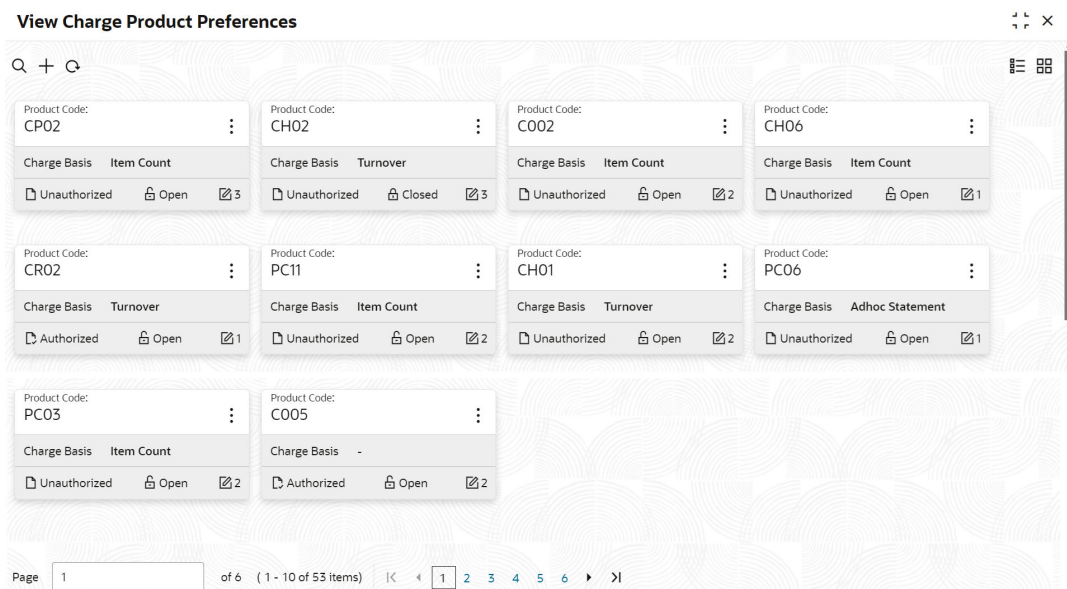 View Charge Product Preferences
Product Code: Product Code: Product Code: Product Code:
CP02 CH02 C002 CH06
Charge Basis Item Count Charge Basis Turnover Charge Basis Item Count Charge Basis Item Count
Unauthorized Open 3 Unauthorized Closed 3 Unauthorized Open 2 Unauthorized Open 1
Product Code: Product Code: Product Code: Product Code:
CR02 PC11 CH01 PC06
Charge Basis Turnover Charge Basis Item Count Charge Basis Turnover Charge Basis Adhoc Statement
Authorized Open 1 Unauthorized Open 2 Unauthorized Open 2 Unauthorized Open 1
Product Code: Product Code:
PC03 C005
Charge Basis Item Count Charge Basis -
Unauthorized Open 2 Authorized Open 2
Page 1 of 6 (1 - 10 of 53 items) 1 2 3 4 5 6